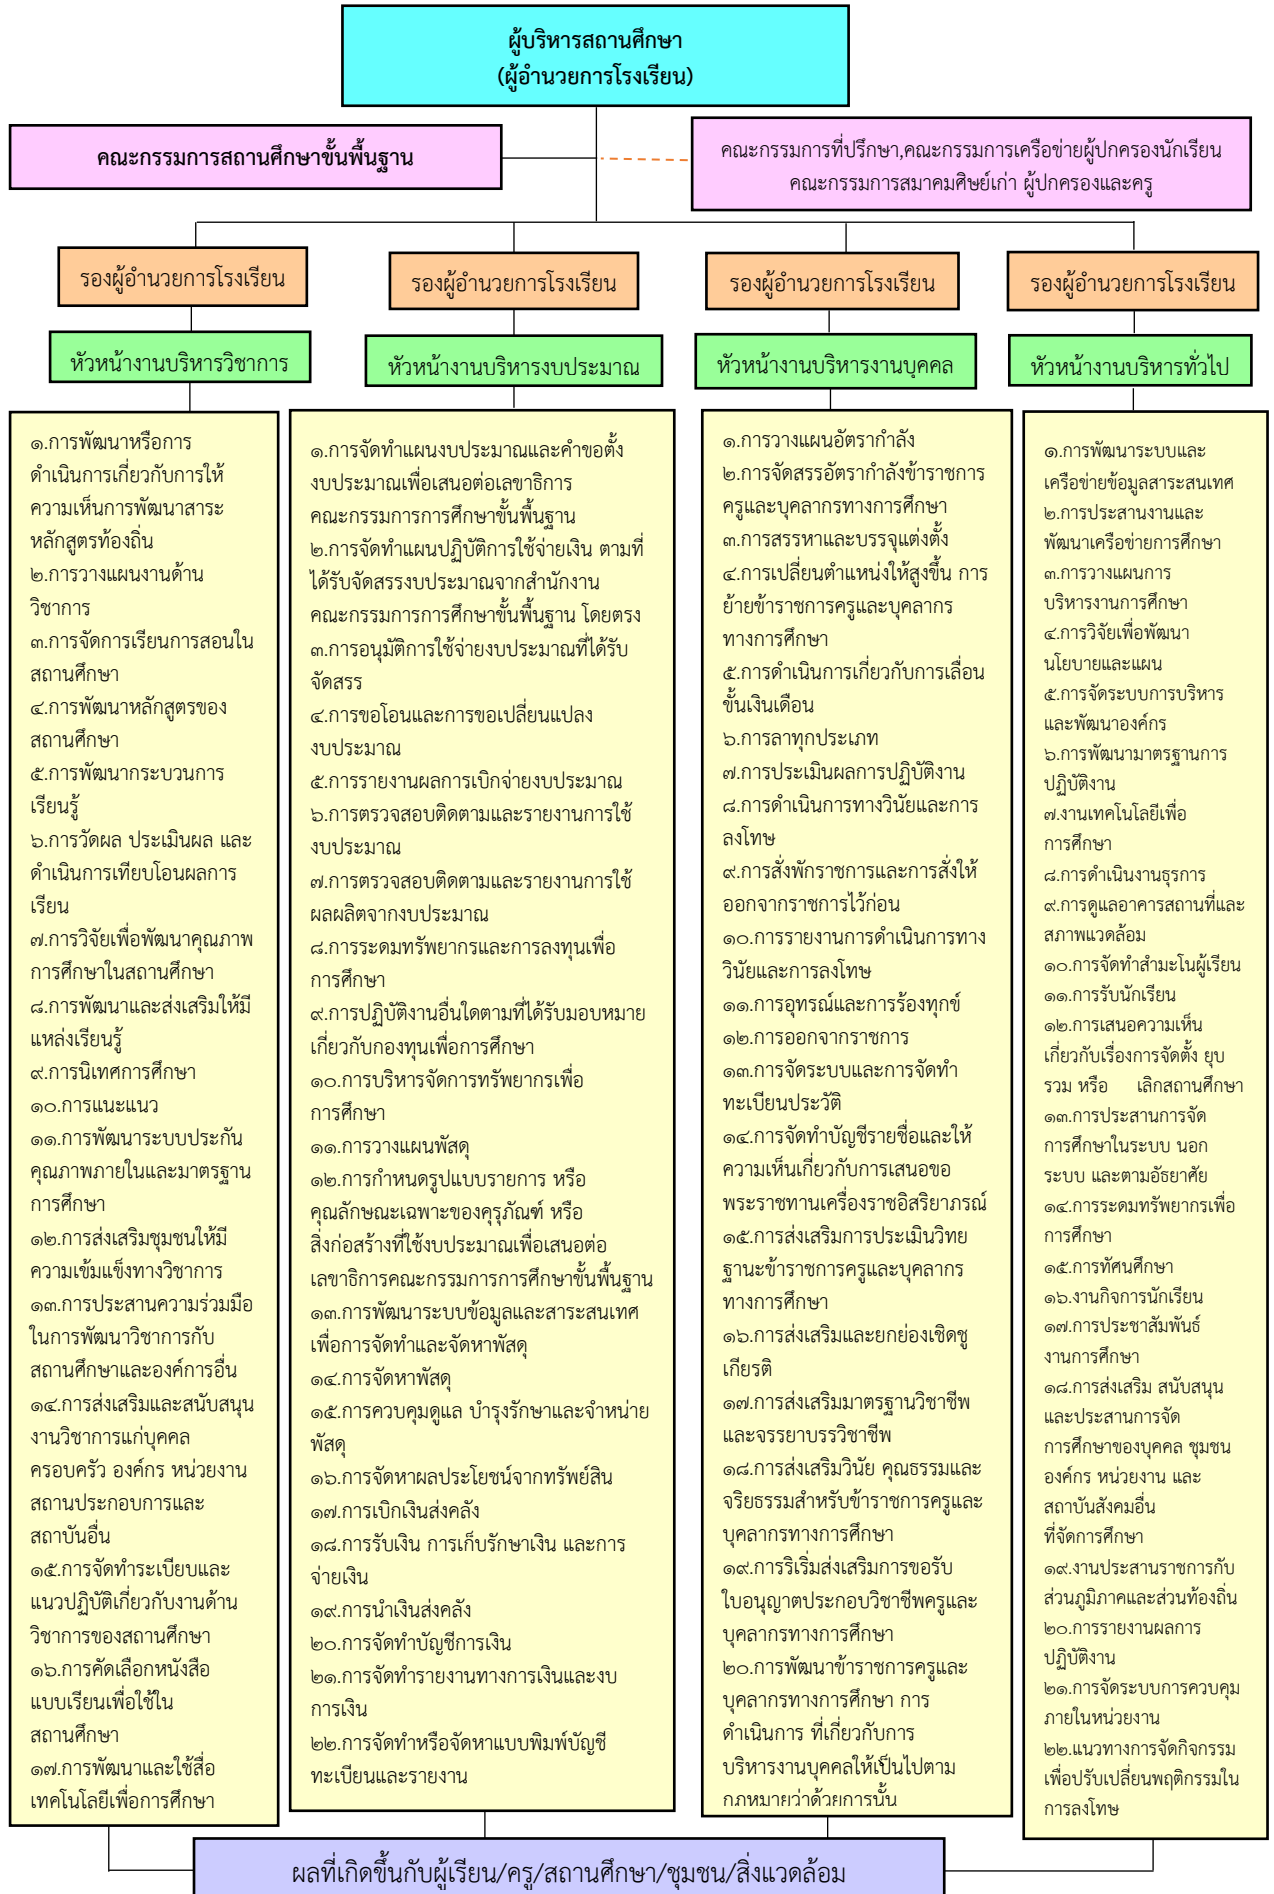 ผู้บริหารสถานศึกษา
(ผู้อำนวยการโรงเรียน)
คณะกรรมการสถานศึกษาขั้นพื้นฐาน
คณะกรรมการที่ปรึกษา,คณะกรรมการเครือข่ายผู้ปกครองนักเรียน
คณะกรรมการสมาคมศิษย์เก่า ผู้ปกครองและครู
รองผู้อำนวยการโรงเรียน
รองผู้อำนวยการโรงเรียน
รองผู้อำนวยการโรงเรียน
รองผู้อำนวยการโรงเรียน
หัวหน้างานบริหารวิชาการ
หัวหน้างานบริหารงบประมาณ
หัวหน้างานบริหารงานบุคคล
หัวหน้างานบริหารทั่วไป
๑.การพัฒนาหรือการ
ดำเนินการเกี่ยวกับการให้
ความเห็นการพัฒนาสาระ
หลักสูตรท้องถิ่น
๒.การวางแผนงานด้าน
วิชาการ
๓.การจัดการเรียนการสอนใน
สถานศึกษา
๔.การพัฒนาหลักสูตรของ
สถานศึกษา
๕.การพัฒนากระบวนการ
เรียนรู้
๖.การวัดผล ประเมินผล และ
ดำเนินการเทียบโอนผลการ
เรียน
๗.การวิจัยเพื่อพัฒนาคุณภาพ
การศึกษาในสถานศึกษา
๘.การพัฒนาและส่งเสริมให้มี
แหล่งเรียนรู้
๙.การนิเทศการศึกษา
๑๐.การแนะแนว
๑๑.การพัฒนาระบบประกัน
คุณภาพภายในและมาตรฐาน
การศึกษา
๑๒.การส่งเสริมชุมชนให้มี
ความเข้มแข็งทางวิชาการ
๑๓.การประสานความร่วมมือ
ในการพัฒนาวิชาการกับ
สถานศึกษาและองค์การอื่น
๑๔.การส่งเสริมและสนับสนุน
งานวิชาการแก่บุคคล
ครอบครัว องค์กร หน่วยงาน
สถานประกอบการและ
สถาบันอื่น
๑๕.การจัดทำระเบียบและ
แนวปฏิบัติเกี่ยวกับงานด้าน
วิชาการของสถานศึกษา
๑๖.การคัดเลือกหนังสือ
แบบเรียนเพื่อใช้ใน
สถานศึกษา
๑๗.การพัฒนาและใช้สื่อ
เทคโนโลยีเพื่อการศึกษา
๑.การจัดทำแผนงบประมาณและคำขอตั้ง
งบประมาณเพื่อเสนอต่อเลขาธิการ
คณะกรรมการการศึกษาขั้นพื้นฐาน
๒.การจัดทำแผนปฏิบัติการใช้จ่ายเงิน ตามที่
ได้รับจัดสรรงบประมาณจากสำนักงาน
คณะกรรมการการศึกษาขั้นพื้นฐาน โดยตรง
๓.การอนุมัติการใช้จ่ายงบประมาณที่ได้รับ
จัดสรร
๔.การขอโอนและการขอเปลี่ยนแปลง
งบประมาณ
๕.การรายงานผลการเบิกจ่ายงบประมาณ
๖.การตรวจสอบติดตามและรายงานการใช้
งบประมาณ
๗.การตรวจสอบติดตามและรายงานการใช้
ผลผลิตจากงบประมาณ
๘.การระดมทรัพยากรและการลงทุนเพื่อ
การศึกษา
๙.การปฏิบัติงานอื่นใดตามที่ได้รับมอบหมาย
เกี่ยวกับกองทุนเพื่อการศึกษา
๑๐.การบริหารจัดการทรัพยากรเพื่อ
การศึกษา
๑๑.การวางแผนพัสดุ
๑๒.การกำหนดรูปแบบรายการ หรือ
คุณลักษณะเฉพาะของคุรุภัณฑ์ หรือ
สิ่งก่อสร้างที่ใช้งบประมาณเพื่อเสนอต่อ
เลขาธิการคณะกรรมการการศึกษาขั้นพื้นฐาน
๑๓.การพัฒนาระบบข้อมูลและสาระสนเทศ
เพื่อการจัดทำและจัดหาพัสดุ
๑๔.การจัดหาพัสดุ
๑๕.การควบคุมดูแล บำรุงรักษาและจำหน่าย
พัสดุ
๑๖.การจัดหาผลประโยชน์จากทรัพย์สิน
๑๗.การเบิกเงินส่งคลัง
๑๘.การรับเงิน การเก็บรักษาเงิน และการ
จ่ายเงิน
๑๙.การนำเงินส่งคลัง
๒๐.การจัดทำบัญชีการเงิน
๒๑.การจัดทำรายงานทางการเงินและงบ
การเงิน
๒๒.การจัดทำหรือจัดหาแบบพิมพ์บัญชี
ทะเบียนและรายงาน
๑.การวางแผนอัตรากำลัง
๒.การจัดสรรอัตรากำลังข้าราชการ
ครูและบุคลากรทางการศึกษา
๓.การสรรหาและบรรจุแต่งตั้ง
๔.การเปลี่ยนตำแหน่งให้สูงขึ้น การ
ย้ายข้าราชการครูและบุคลากร
ทางการศึกษา
๕.การดำเนินการเกี่ยวกับการเลื่อน
ขั้นเงินเดือน
๖.การลาทุกประเภท
๗.การประเมินผลการปฏิบัติงาน
๘.การดำเนินการทางวินัยและการ
ลงโทษ
๙.การสั่งพักราชการและการสั่งให้
ออกจากราชการไว้ก่อน
๑๐.การรายงานการดำเนินการทาง
วินัยและการลงโทษ
๑๑.การอุทรณ์และการร้องทุกข์
๑๒.การออกจากราชการ
๑๓.การจัดระบบและการจัดทำ
ทะเบียนประวัติ
๑๔.การจัดทำบัญชีรายชื่อและให้
ความเห็นเกี่ยวกับการเสนอขอ
พระราชทานเครื่องราชอิสริยาภรณ์
๑๕.การส่งเสริมการประเมินวิทย
ฐานะข้าราชการครูและบุคลากร
ทางการศึกษา
๑๖.การส่งเสริมและยกย่องเชิดชู
เกียรติ
๑๗.การส่งเสริมมาตรฐานวิชาชีพ
และจรรยาบรรวิชาชีพ
๑๘.การส่งเสริมวินัย คุณธรรมและ
จริยธรรมสำหรับข้าราชการครูและ
บุคลากรทางการศึกษา
๑๙.การริเริ่มส่งเสริมการขอรับ
ใบอนุญาตประกอบวิชาชีพครูและ
บุคลากรทางการศึกษา
๒๐.การพัฒนาข้าราชการครูและ
บุคลากรทางการศึกษา การ
ดำเนินการ ที่เกี่ยวกับการ
บริหารงานบุคคลให้เป็นไปตาม
กฎหมายว่าด้วยการนั้น
๑.การพัฒนาระบบและ
เครือข่ายข้อมูลสาระสนเทศ
๒.การประสานงานและ
พัฒนาเครือข่ายการศึกษา
๓.การวางแผนการ
บริหารงานการศึกษา
๔.การวิจัยเพื่อพัฒนา
นโยบายและแผน
๕.การจัดระบบการบริหาร
และพัฒนาองค์กร
๖.การพัฒนามาตรฐานการ
ปฏิบัติงาน
๗.งานเทคโนโลยีเพื่อ
การศึกษา
๘.การดำเนินงานธุรการ
๙.การดูแลอาคารสถานที่และ
สภาพแวดล้อม
๑๐.การจัดทำสำมะโนผู้เรียน
๑๑.การรับนักเรียน
๑๒.การเสนอความเห็น
เกี่ยวกับเรื่องการจัดตั้ง ยุบ
รวม หรือ เลิกสถานศึกษา
๑๓.การประสานการจัด
การศึกษาในระบบ นอก
ระบบ และตามอัธยาศัย
๑๔.การระดมทรัพยากรเพื่อ
การศึกษา
๑๕.การทัศนศึกษา
๑๖.งานกิจการนักเรียน
๑๗.การประชาสัมพันธ์
งานการศึกษา
๑๘.การส่งเสริม สนับสนุน
และประสานการจัด
การศึกษาของบุคคล ชุมชน
องค์กร หน่วยงาน และ
สถาบันสังคมอื่น
ที่จัดการศึกษา
๑๙.งานประสานราชการกับ
ส่วนภูมิภาคและส่วนท้องถิ่น
๒๐.การรายงานผลการ
ปฏิบัติงาน
๒๑.การจัดระบบการควบคุม
ภายในหน่วยงาน
๒๒.แนวทางการจัดกิจกรรม
เพื่อปรับเปลี่ยนพฤติกรรมใน
การลงโทษ
ผลที่เกิดขึ้นกับผู้เรียน/ครู/สถานศึกษา/ชุมชน/สิ่งแวดล้อม